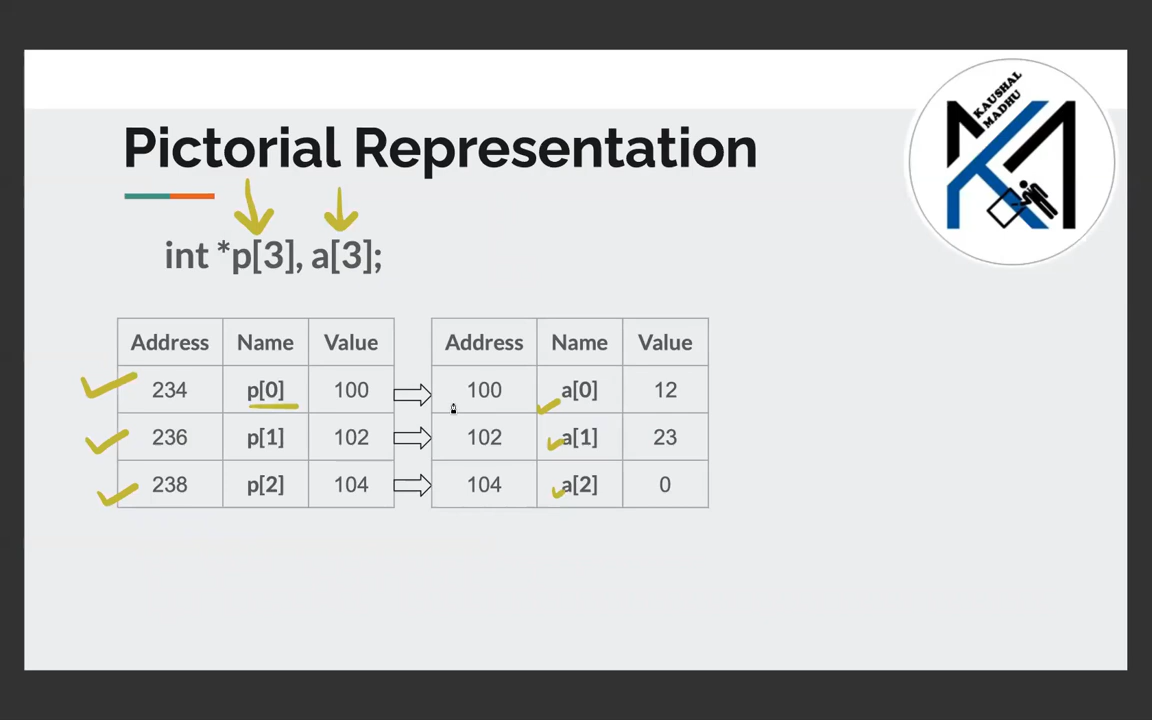 KAUSHAL
MADHU
Pictorial Representation
int *p[3], a[3];
Address Name Value Address Name Value
234 p[0] 100 100 a[0] 12
236 p[1] 102 102 a[1] 23
238 p[2] 104 104 a[2] 0